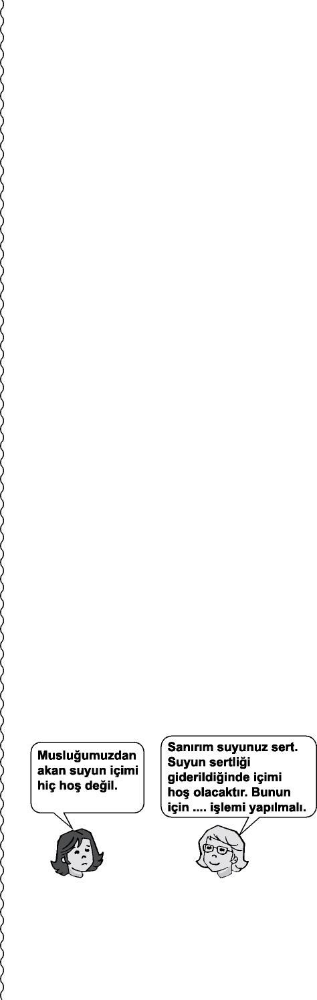 Musluğumuzdan
akan suyun içimi
hiç hoş değil.
Sanırım suyunuz sert.
Suyun sertliği
giderildiğinde içimi
hoş olacaktır. Bunun
için .... işlemi yapılmalı.